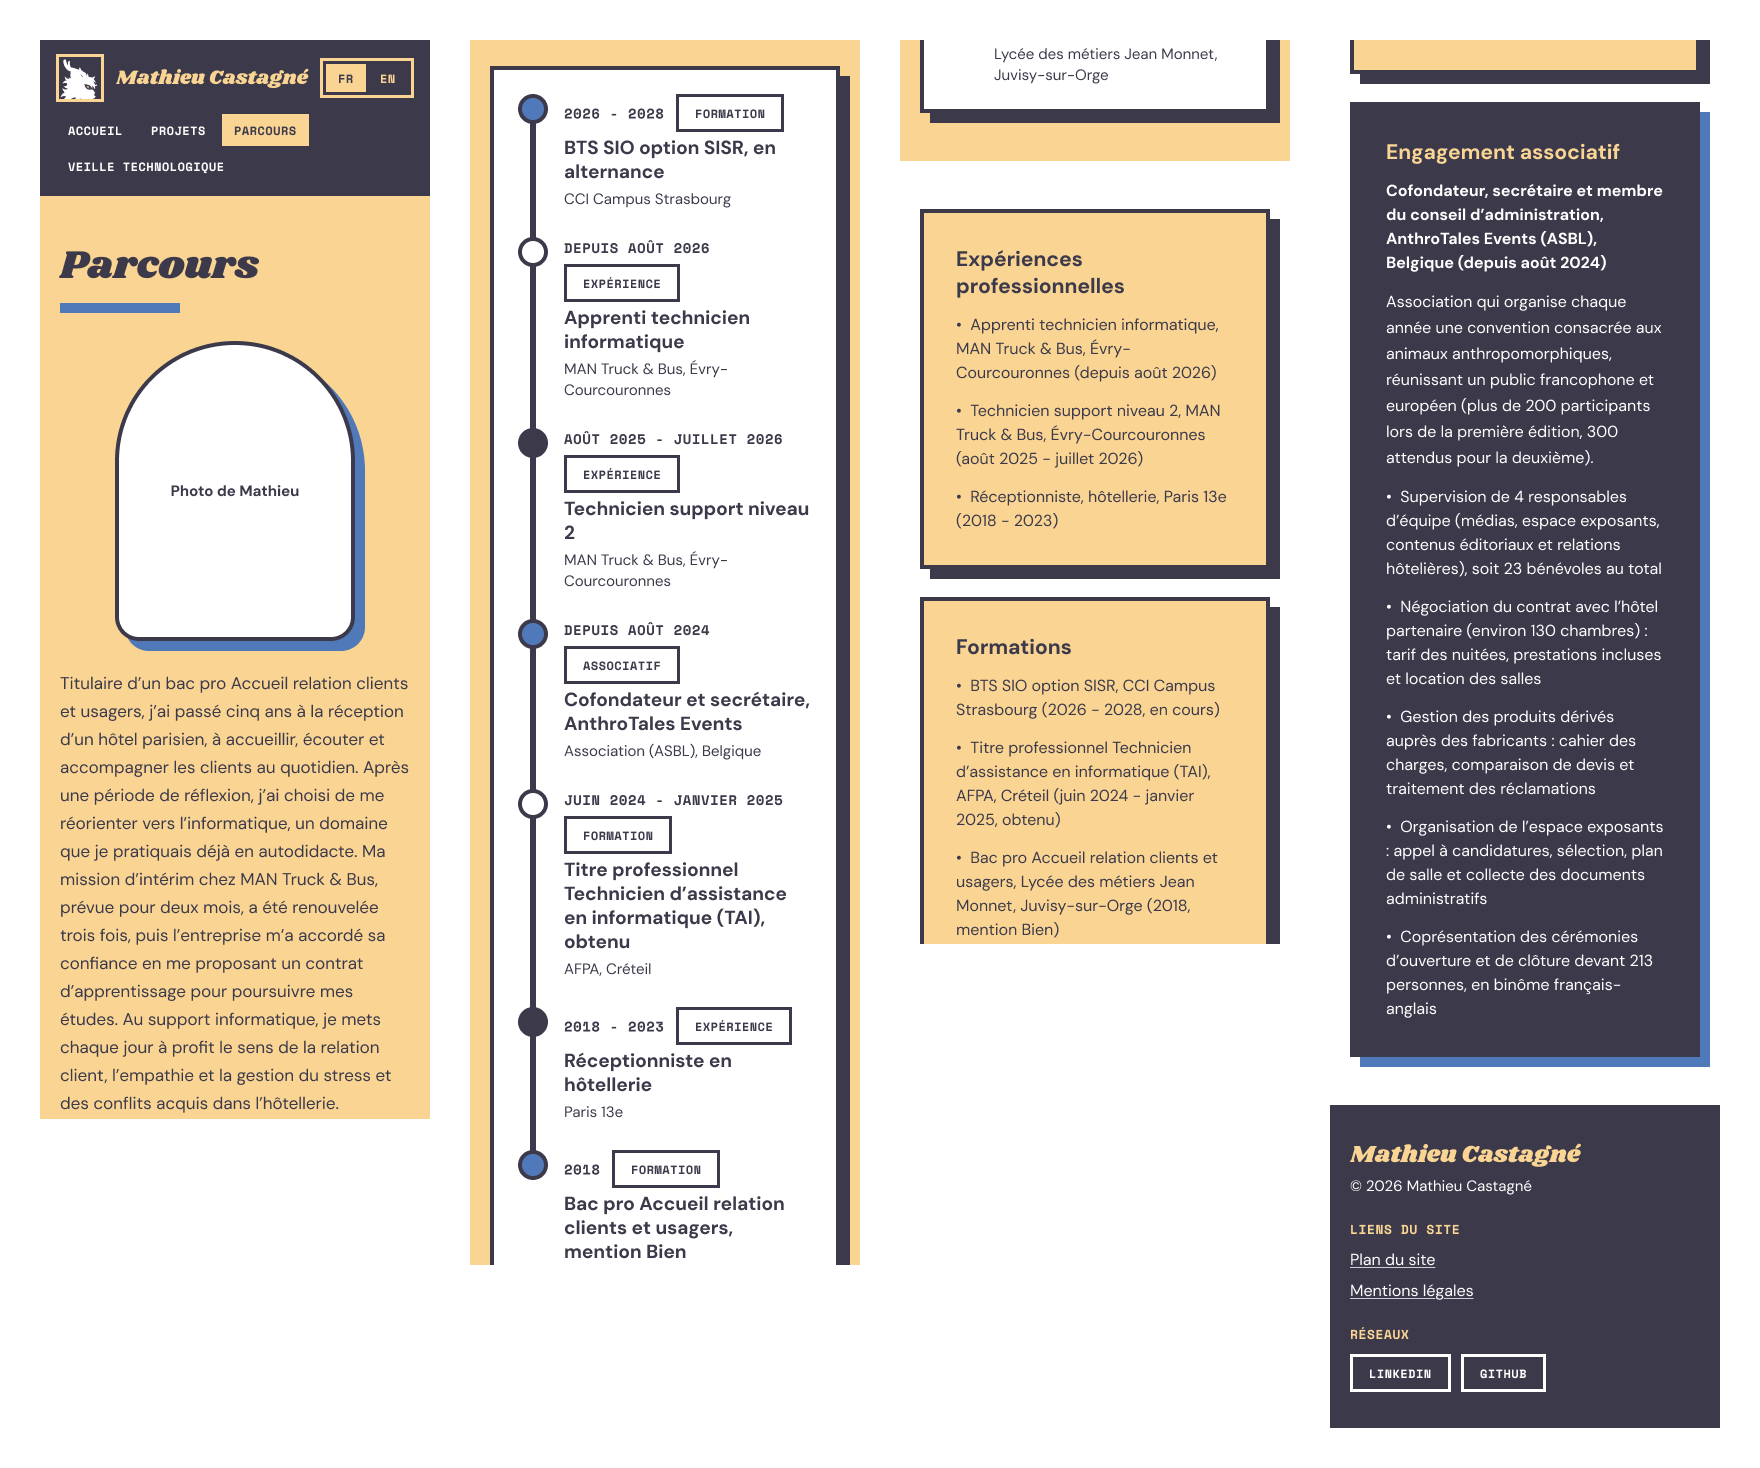 Mathieu Castagné
FR EN
ACCUEIL PROJETS PARCOURS
VEILLE TECHNOLOGIQUE
Parcours
Photo de Mathieu
Titulaire d’un bac pro Accueil relation clients
et usagers, j’ai passé cinq ans à la réception
d’un hôtel parisien, à accueillir, écouter et
accompagner les clients au quotidien. Après
une période de réflexion, j’ai choisi de me
réorienter vers l’informatique, un domaine
que je pratiquais déjà en autodidacte. Ma
mission d’intérim chez MAN Truck & Bus,
prévue pour deux mois, a été renouvelée
trois fois, puis l’entreprise m’a accordé sa
confiance en me proposant un contrat
d’apprentissage pour poursuivre mes
études. Au support informatique, je mets
chaque jour à profit le sens de la relation
client, l’empathie et la gestion du stress et
des conflits acquis dans l’hôtellerie.
2026 - 2028 FORMATION
BTS SIO option SISR, en
alternance
CCI Campus Strasbourg
DEPUIS AOÛT 2026
EXPÉRIENCE
Apprenti technicien
informatique
MAN Truck & Bus, Évry-
Courcouronnes
AOÛT 2025 - JUILLET 2026
EXPÉRIENCE
Technicien support niveau
2
MAN Truck & Bus, Évry-
Courcouronnes
DEPUIS AOÛT 2024
ASSOCIATIF
Cofondateur et secrétaire,
AnthroTales Events
Association (ASBL), Belgique
JUIN 2024 - JANVIER 2025
FORMATION
Titre professionnel
Technicien d’assistance
en informatique (TAI),
obtenu
AFPA, Créteil
2018 - 2023 EXPÉRIENCE
Réceptionniste en
hôtellerie
Paris 13e
2018 FORMATION
Bac pro Accueil relation
clients et usagers,
mention Bien
Lycée des métiers Jean Monnet,
Juvisy-sur-Orge
Expériences
professionnelles
• Apprenti technicien informatique,
MAN Truck & Bus, Évry-
Courcouronnes (depuis août 2026)
• Technicien support niveau 2, MAN
Truck & Bus, Évry-Courcouronnes
(août 2025 - juillet 2026)
• Réceptionniste, hôtellerie, Paris 13e
(2018 - 2023)
Formations
• BTS SIO option SISR, CCI Campus
Strasbourg (2026 - 2028, en cours)
• Titre professionnel Technicien
d’assistance en informatique (TAI),
AFPA, Créteil (juin 2024 - janvier
2025, obtenu)
• Bac pro Accueil relation clients et
usagers, Lycée des métiers Jean
Monnet, Juvisy-sur-Orge (2018,
mention Bien)
Engagement associatif
Cofondateur, secrétaire et membre
du conseil d’administration,
AnthroTales Events (ASBL),
Belgique (depuis août 2024)
Association qui organise chaque
année une convention consacrée aux
animaux anthropomorphiques,
réunissant un public francophone et
européen (plus de 200 participants
lors de la première édition, 300
attendus pour la deuxième).
• Supervision de 4 responsables
d’équipe (médias, espace exposants,
contenus éditoriaux et relations
hôtelières), soit 23 bénévoles au total
• Négociation du contrat avec l’hôtel
partenaire (environ 130 chambres) :
tarif des nuitées, prestations incluses
et location des salles
• Gestion des produits dérivés
auprès des fabricants : cahier des
charges, comparaison de devis et
traitement des réclamations
• Organisation de l’espace exposants
: appel à candidatures, sélection, plan
de salle et collecte des documents
administratifs
• Coprésentation des cérémonies
d’ouverture et de clôture devant 213
personnes, en binôme français-
anglais
Mathieu Castagné
© 2026 Mathieu Castagné
LIENS DU SITE
Plan du site
Mentions légales
RÉSEAUX
LINKEDIN GITHUB